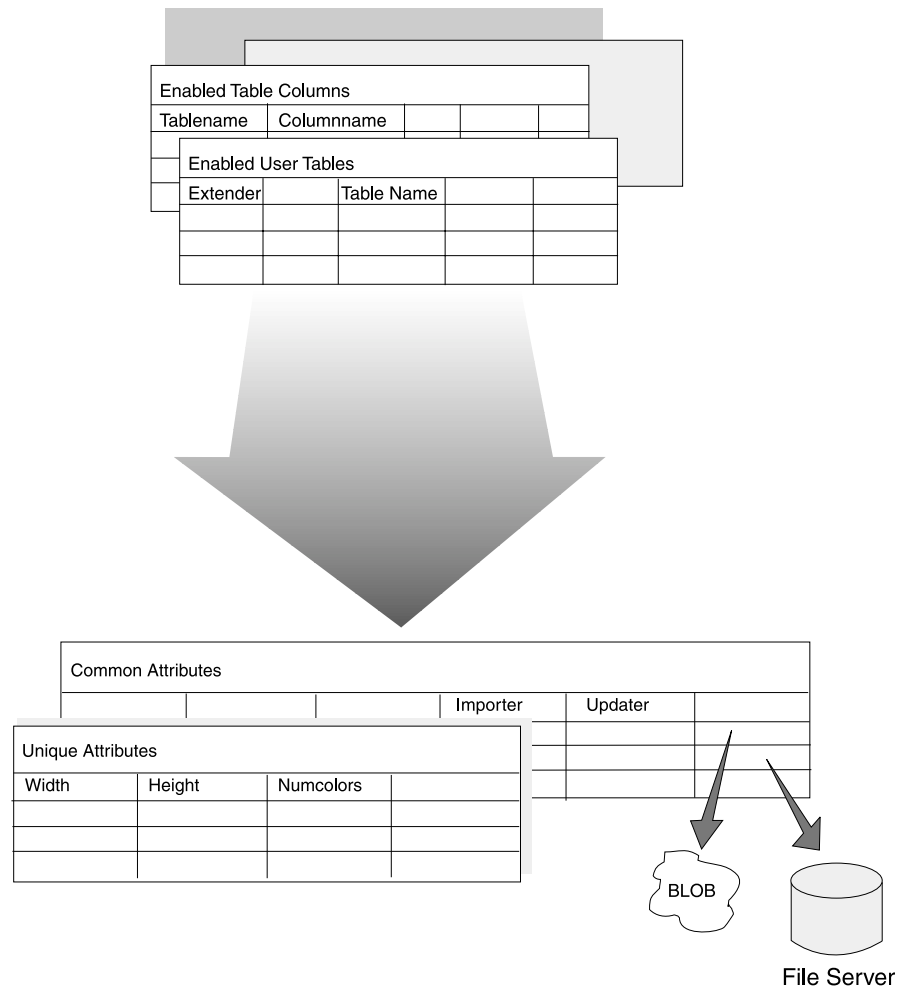 Enabled Table Columns
Tablename Columnname
Enabled User Tables
Extender Table Name
Common Attributes
Importer Updater
Unique Attributes
Width Height Numcolors
BLOB
File Server